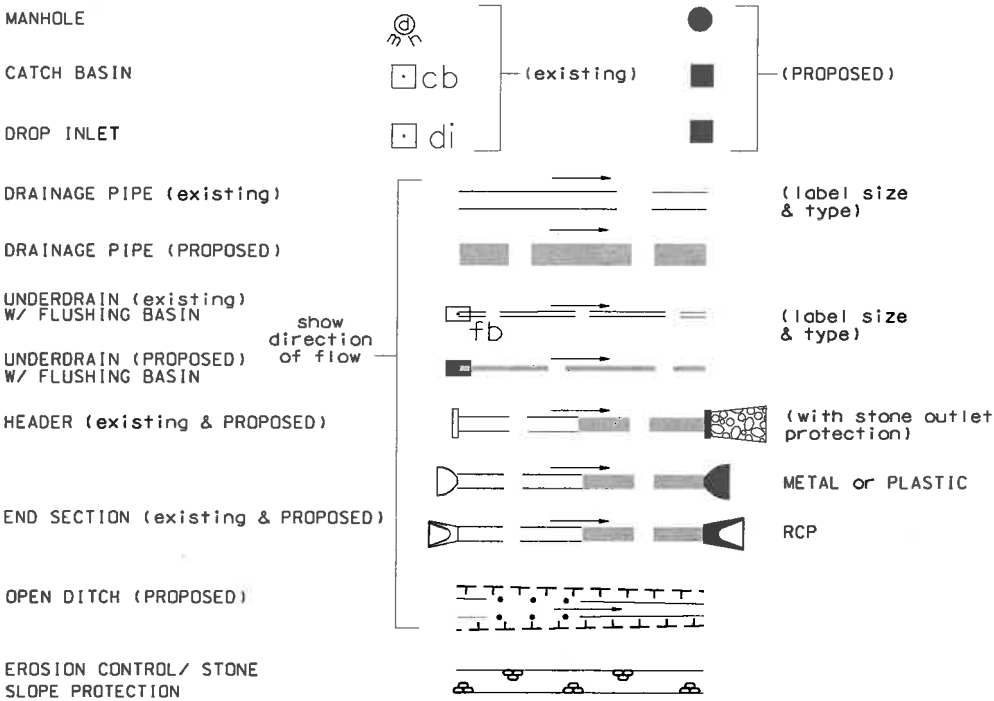 MANHOLE
d
mh
CATCH BASIN
cb
(existing)
(PROPOSED)
DROP INLET
di
DRAINAGE PIPE (existing)
(label size
& type)
DRAINAGE PIPE (PROPOSED)
UNDERDRAIN (existing)
W/ FLUSHING BASIN
fb
(label size
& type)
show
direction
of flow
UNDERDRAIN (PROPOSED)
W/ FLUSHING BASIN
HEADER (existing & PROPOSED)
(with stone outlet
protection)
METAL or PLASTIC
END SECTION (existing & PROPOSED)
RCP
OPEN DITCH (PROPOSED)
EROSION CONTROL/ STONE
SLOPE PROTECTION